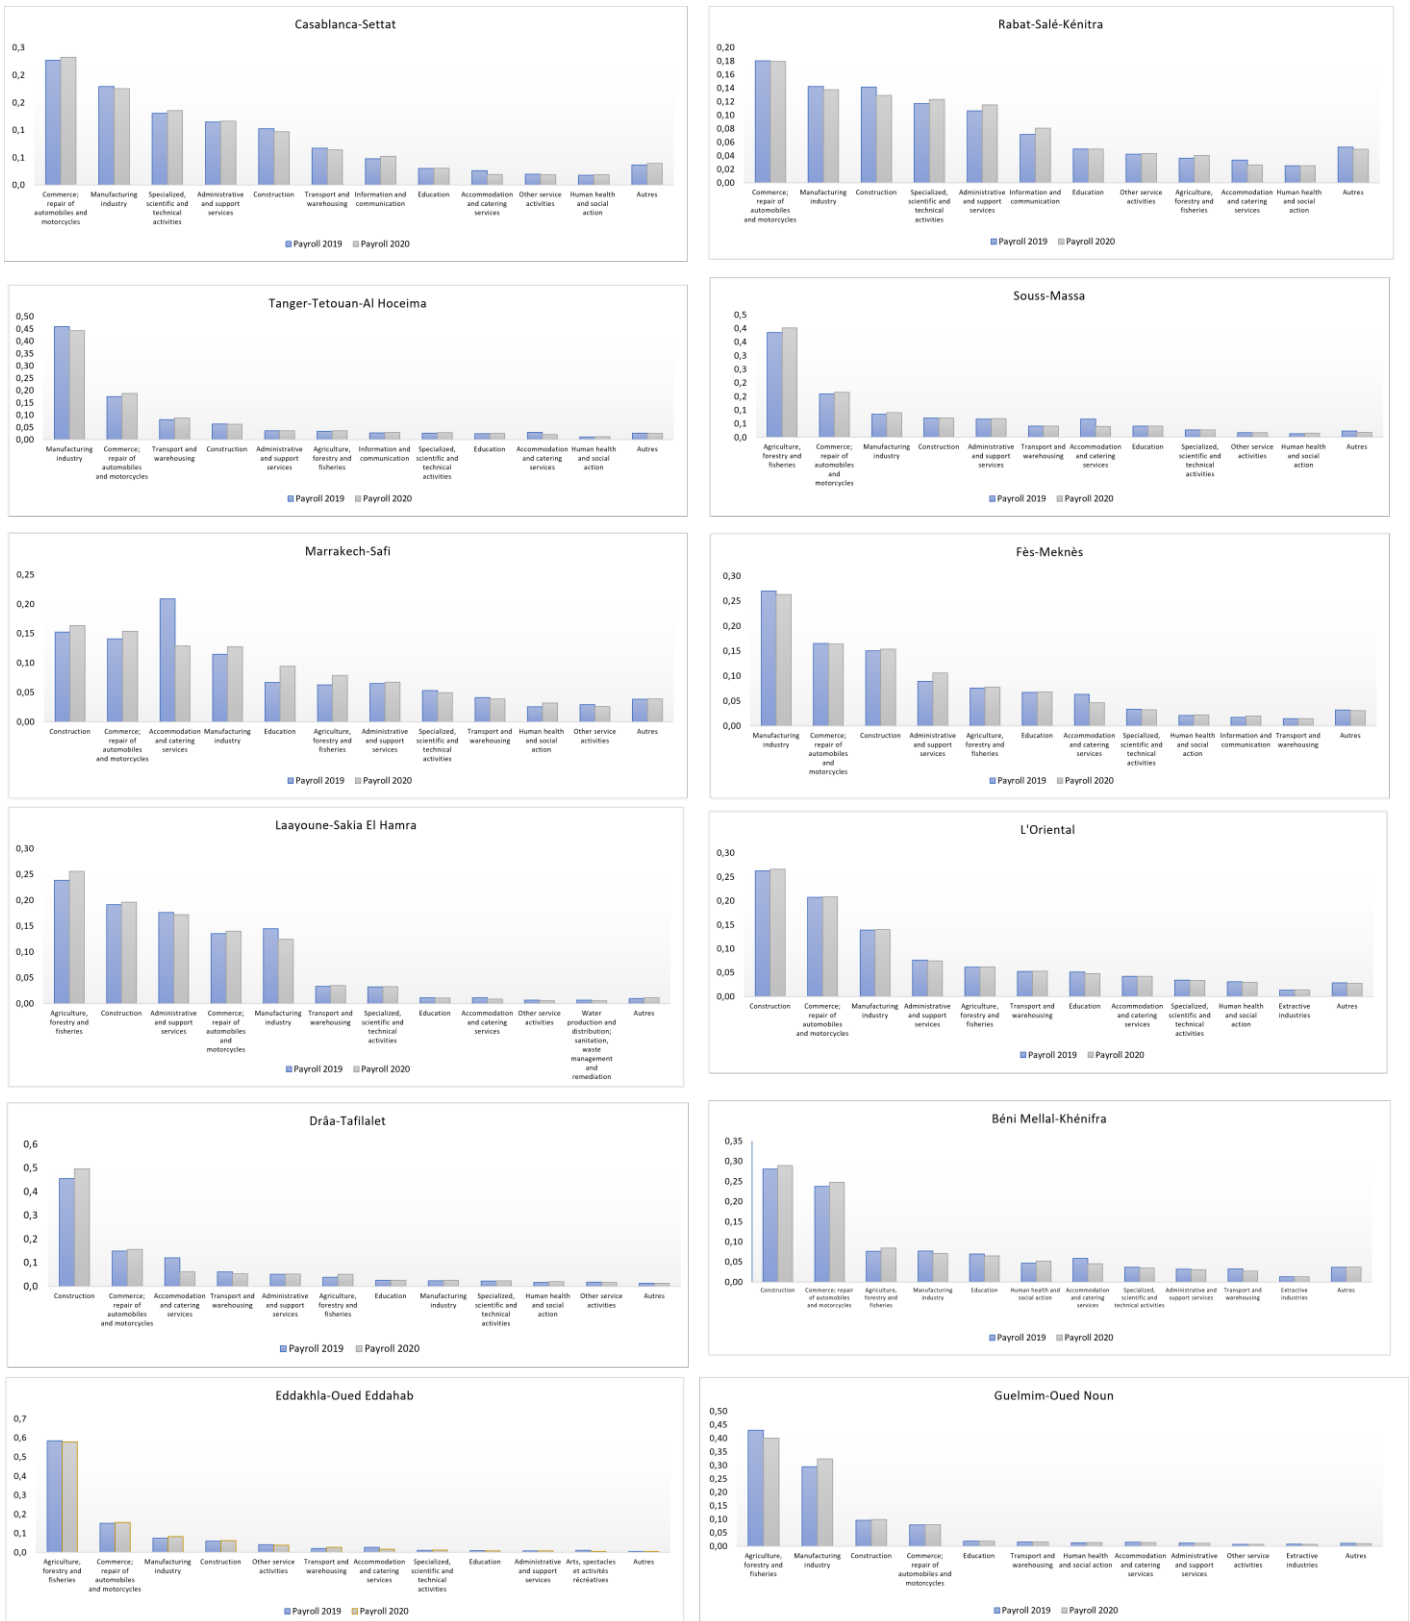 Casablanca-Settat
0,3
0,2
0,2
0,1
0,1
0,0
Commerce; repair of automobiles and motorcycles
Manufacturing industry
Specialized, scientific and technical activities
Administrative and support services
Construction
Transport and warehousing
Information and communication
Education
Accommodation and catering services
Other service activities
Human health and social action
Autres
Payroll 2019 Payroll 2020
Rabat-Salé-Kénitra
0,20
0,18
0,16
0,14
0,12
0,10
0,08
0,06
0,04
0,02
0,00
Commerce; repair of automobiles and motorcycles
Manufacturing industry
Construction
Specialized, scientific and technical activities
Administrative and support services
Information and communication
Education
Other service activities
Agriculture, forestry and fisheries
Accommodation and catering services
Human health and social action
Autres
Payroll 2019 Payroll 2020
Tanger-Tetouan-Al Hoceima
0,50
0,45
0,40
0,35
0,30
0,25
0,20
0,15
0,10
0,05
0,00
Manufacturing industry
Commerce; repair of automobiles and motorcycles
Transport and warehousing
Construction
Administrative and support services
Agriculture, forestry and fisheries
Information and communication
Specialized, scientific and technical activities
Education
Accommodation and catering services
Human health and social action
Autres
Payroll 2019 Payroll 2020
Souss-Massa
0,5
0,4
0,4
0,3
0,3
0,2
0,2
0,1
0,1
0,0
Agriculture, forestry and fisheries
Commerce; repair of automobiles and motorcycles
Manufacturing industry
Construction
Administrative and support services
Transport and warehousing
Accommodation and catering services
Education
Specialized, scientific and technical activities
Other service activities
Human health and social action
Autres
Payroll 2019 Payroll 2020
Marrakech-Safi
0,25
0,20
0,15
0,10
0,05
0,00
Construction
Commerce; repair of automobiles and motorcycles
Accommodation and catering services
Manufacturing industry
Education
Agriculture, forestry and fisheries
Administrative and support services
Specialized, scientific and technical activities
Transport and warehousing
Human health and social action
Other service activities
Autres
Payroll 2019 Payroll 2020
Fès-Meknès
0,30
0,25
0,20
0,15
0,10
0,05
0,00
Manufacturing industry
Commerce; repair of automobiles and motorcycles
Construction
Administrative and support services
Agriculture, forestry and fisheries
Education
Accommodation and catering services
Specialized, scientific and technical activities
Human health and social action
Information and communication
Transport and warehousing
Autres
Payroll 2019 Payroll 2020
Laayoune-Sakia El Hamra
0,30
0,25
0,20
0,15
0,10
0,05
0,00
Agriculture, forestry and fisheries
Construction
Administrative and support services
Commerce; repair of automobiles and motorcycles
Manufacturing industry
Transport and warehousing
Specialized, scientific and technical activities
Education
Accommodation and catering services
Other service activities
Water production and distribution; sanitation, waste management and remediation
Autres
Payroll 2019 Payroll 2020
L'Oriental
0,30
0,25
0,20
0,15
0,10
0,05
0,00
Construction
Commerce; repair of automobiles and motorcycles
Manufacturing industry
Administrative and support services
Agriculture, forestry and fisheries
Transport and warehousing
Education
Accommodation and catering services
Specialized, scientific and technical activities
Human health and social action
Extractive industries
Autres
Payroll 2019 Payroll 2020
Drâa-Tafilalet
0,6
0,5
0,4
0,3
0,2
0,1
0,0
Construction
Commerce; repair of automobiles and motorcycles
Accommodation and catering services
Transport and warehousing
Administrative and support services
Agriculture, forestry and fisheries
Education
Manufacturing industry
Specialized, scientific and technical activities
Human health and social action
Other service activities
Autres
Payroll 2019 Payroll 2020
Béni Mellal-Khénifra
0,35
0,30
0,25
0,20
0,15
0,10
0,05
0,00
Construction
Commerce; repair of automobiles and motorcycles
Agriculture, forestry and fisheries
Manufacturing industry
Education
Human health and social action
Accommodation and catering services
Specialized, scientific and technical activities
Administrative and support services
Transport and warehousing
Extractive industries
Autres
Payroll 2019 Payroll 2020
Eddakhla-Oued Eddahab
0,7
0,6
0,5
0,4
0,3
0,2
0,1
0,0
Agriculture, forestry and fisheries
Commerce; repair of automobiles and motorcycles
Manufacturing industry
Construction
Other service activities
Transport and warehousing
Accommodation and catering services
Specialized, scientific and technical activities
Education
Administrative and support services
Arts, spectacles et activités récréatives
Autres
Payroll 2019 Payroll 2020
Guelmim-Oued Noun
0,50
0,45
0,40
0,35
0,30
0,25
0,20
0,15
0,10
0,05
0,00
Agriculture, forestry and fisheries
Manufacturing industry
Construction
Commerce; repair of automobiles and motorcycles
Education
Transport and warehousing
Human health and social action
Accommodation and catering services
Administrative and support services
Other service activities
Extractive industries
Autres
Payroll 2019 Payroll 2020